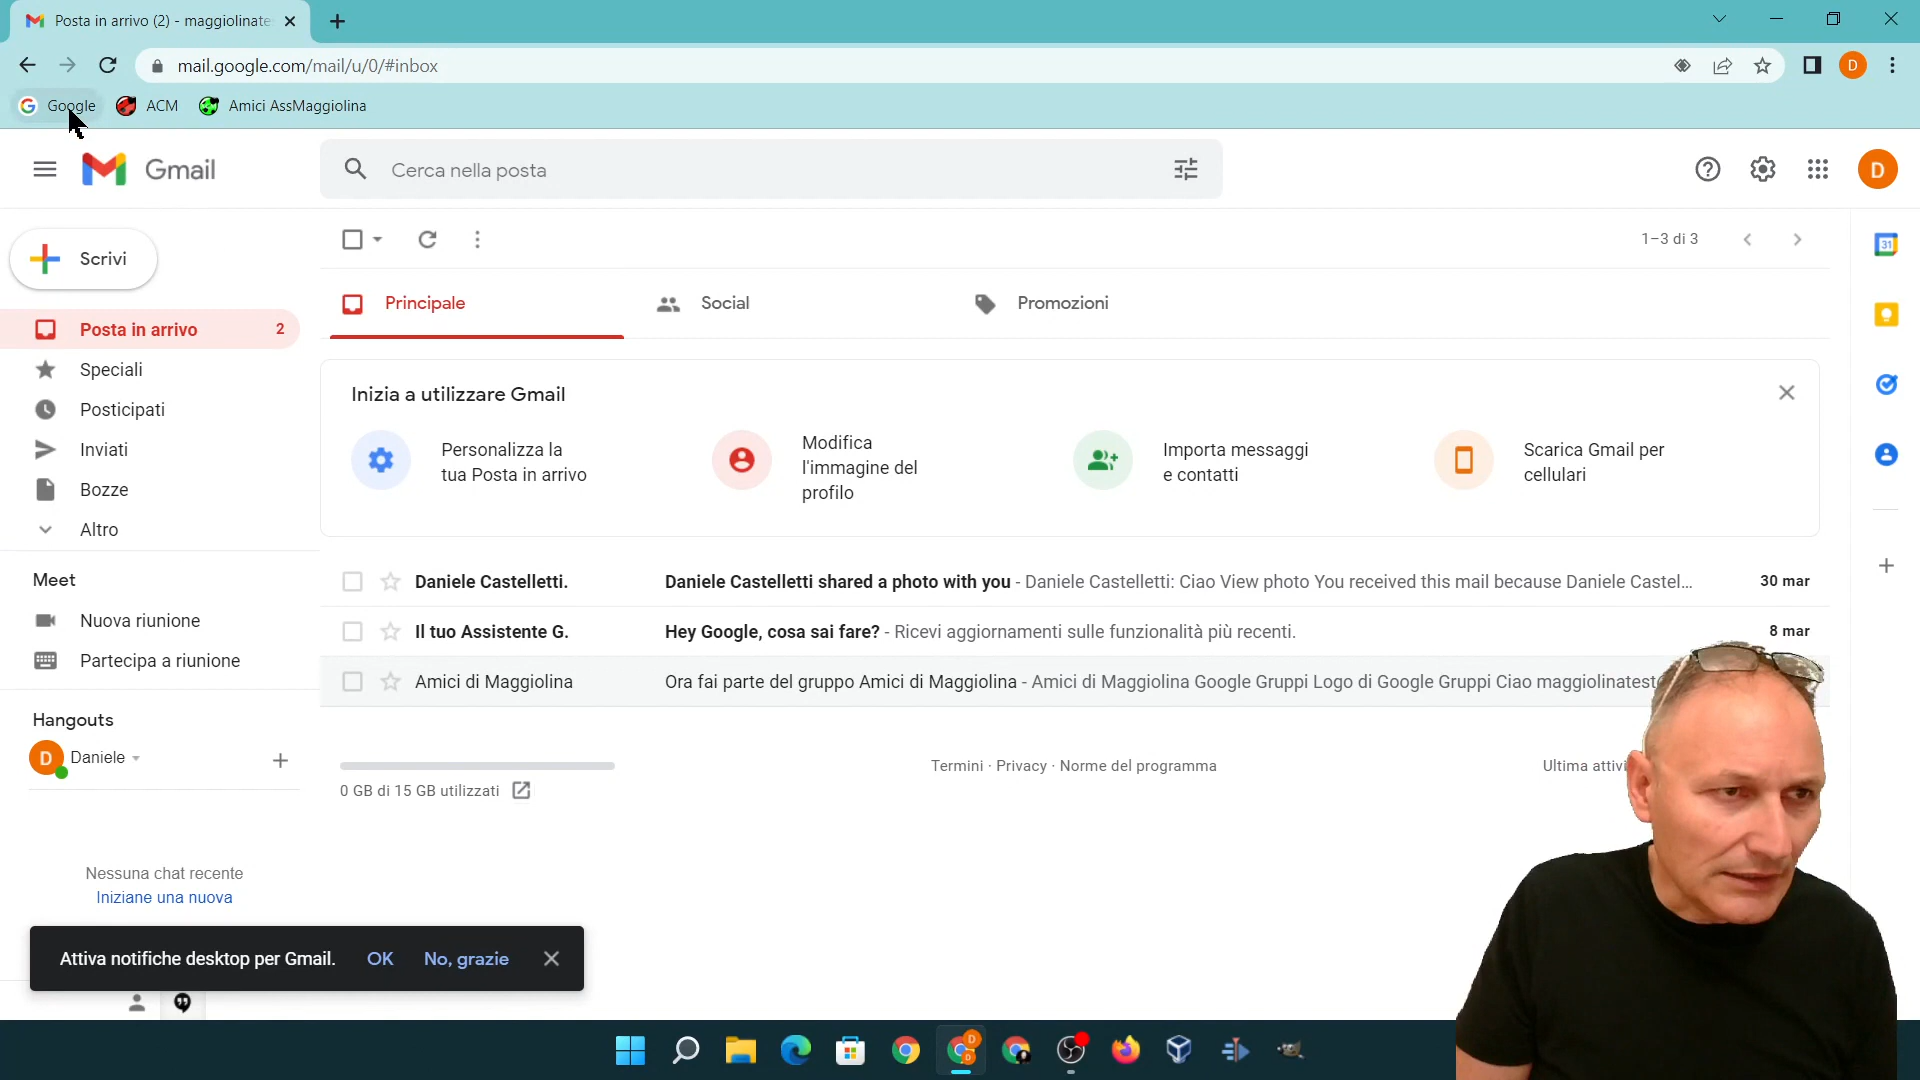 Posta in arrivo (2) - maggiolinate
mail.google.com/mail/u/0/#inbox
D
Google
ACM
Amici AssMaggiolina
Gmail
Cerca nella posta
D
Scrivi
1–3 di 3
31
Principale
Social
Promozioni
Posta in arrivo
2
Speciali
Posticipati
Inviati
Bozze
Altro
Inizia a utilizzare Gmail
Personalizza la
tua Posta in arrivo
Modifica
l'immagine del
profilo
Importa messaggi
e contatti
Scarica Gmail per
cellulari
Daniele Castelletti. Daniele Castelletti shared a photo with you - Daniele Castelletti: Ciao View photo You received this mail because Daniele Castel... 30 mar
Il tuo Assistente G. Hey Google, cosa sai fare? - Ricevi aggiornamenti sulle funzionalità più recenti. 8 mar
Amici di Maggiolina Ora fai parte del gruppo Amici di Maggiolina - Amici di Maggiolina Google Gruppi Logo di Google Gruppi Ciao maggiolinatest
Meet
Nuova riunione
Partecipa a riunione
Hangouts
D
Daniele
Nessuna chat recente
Iniziane una nuova
0 GB di 15 GB utilizzati
Termini · Privacy · Norme del programma
Ultima attivi
Attiva notifiche desktop per Gmail. OK No, grazie
D
D